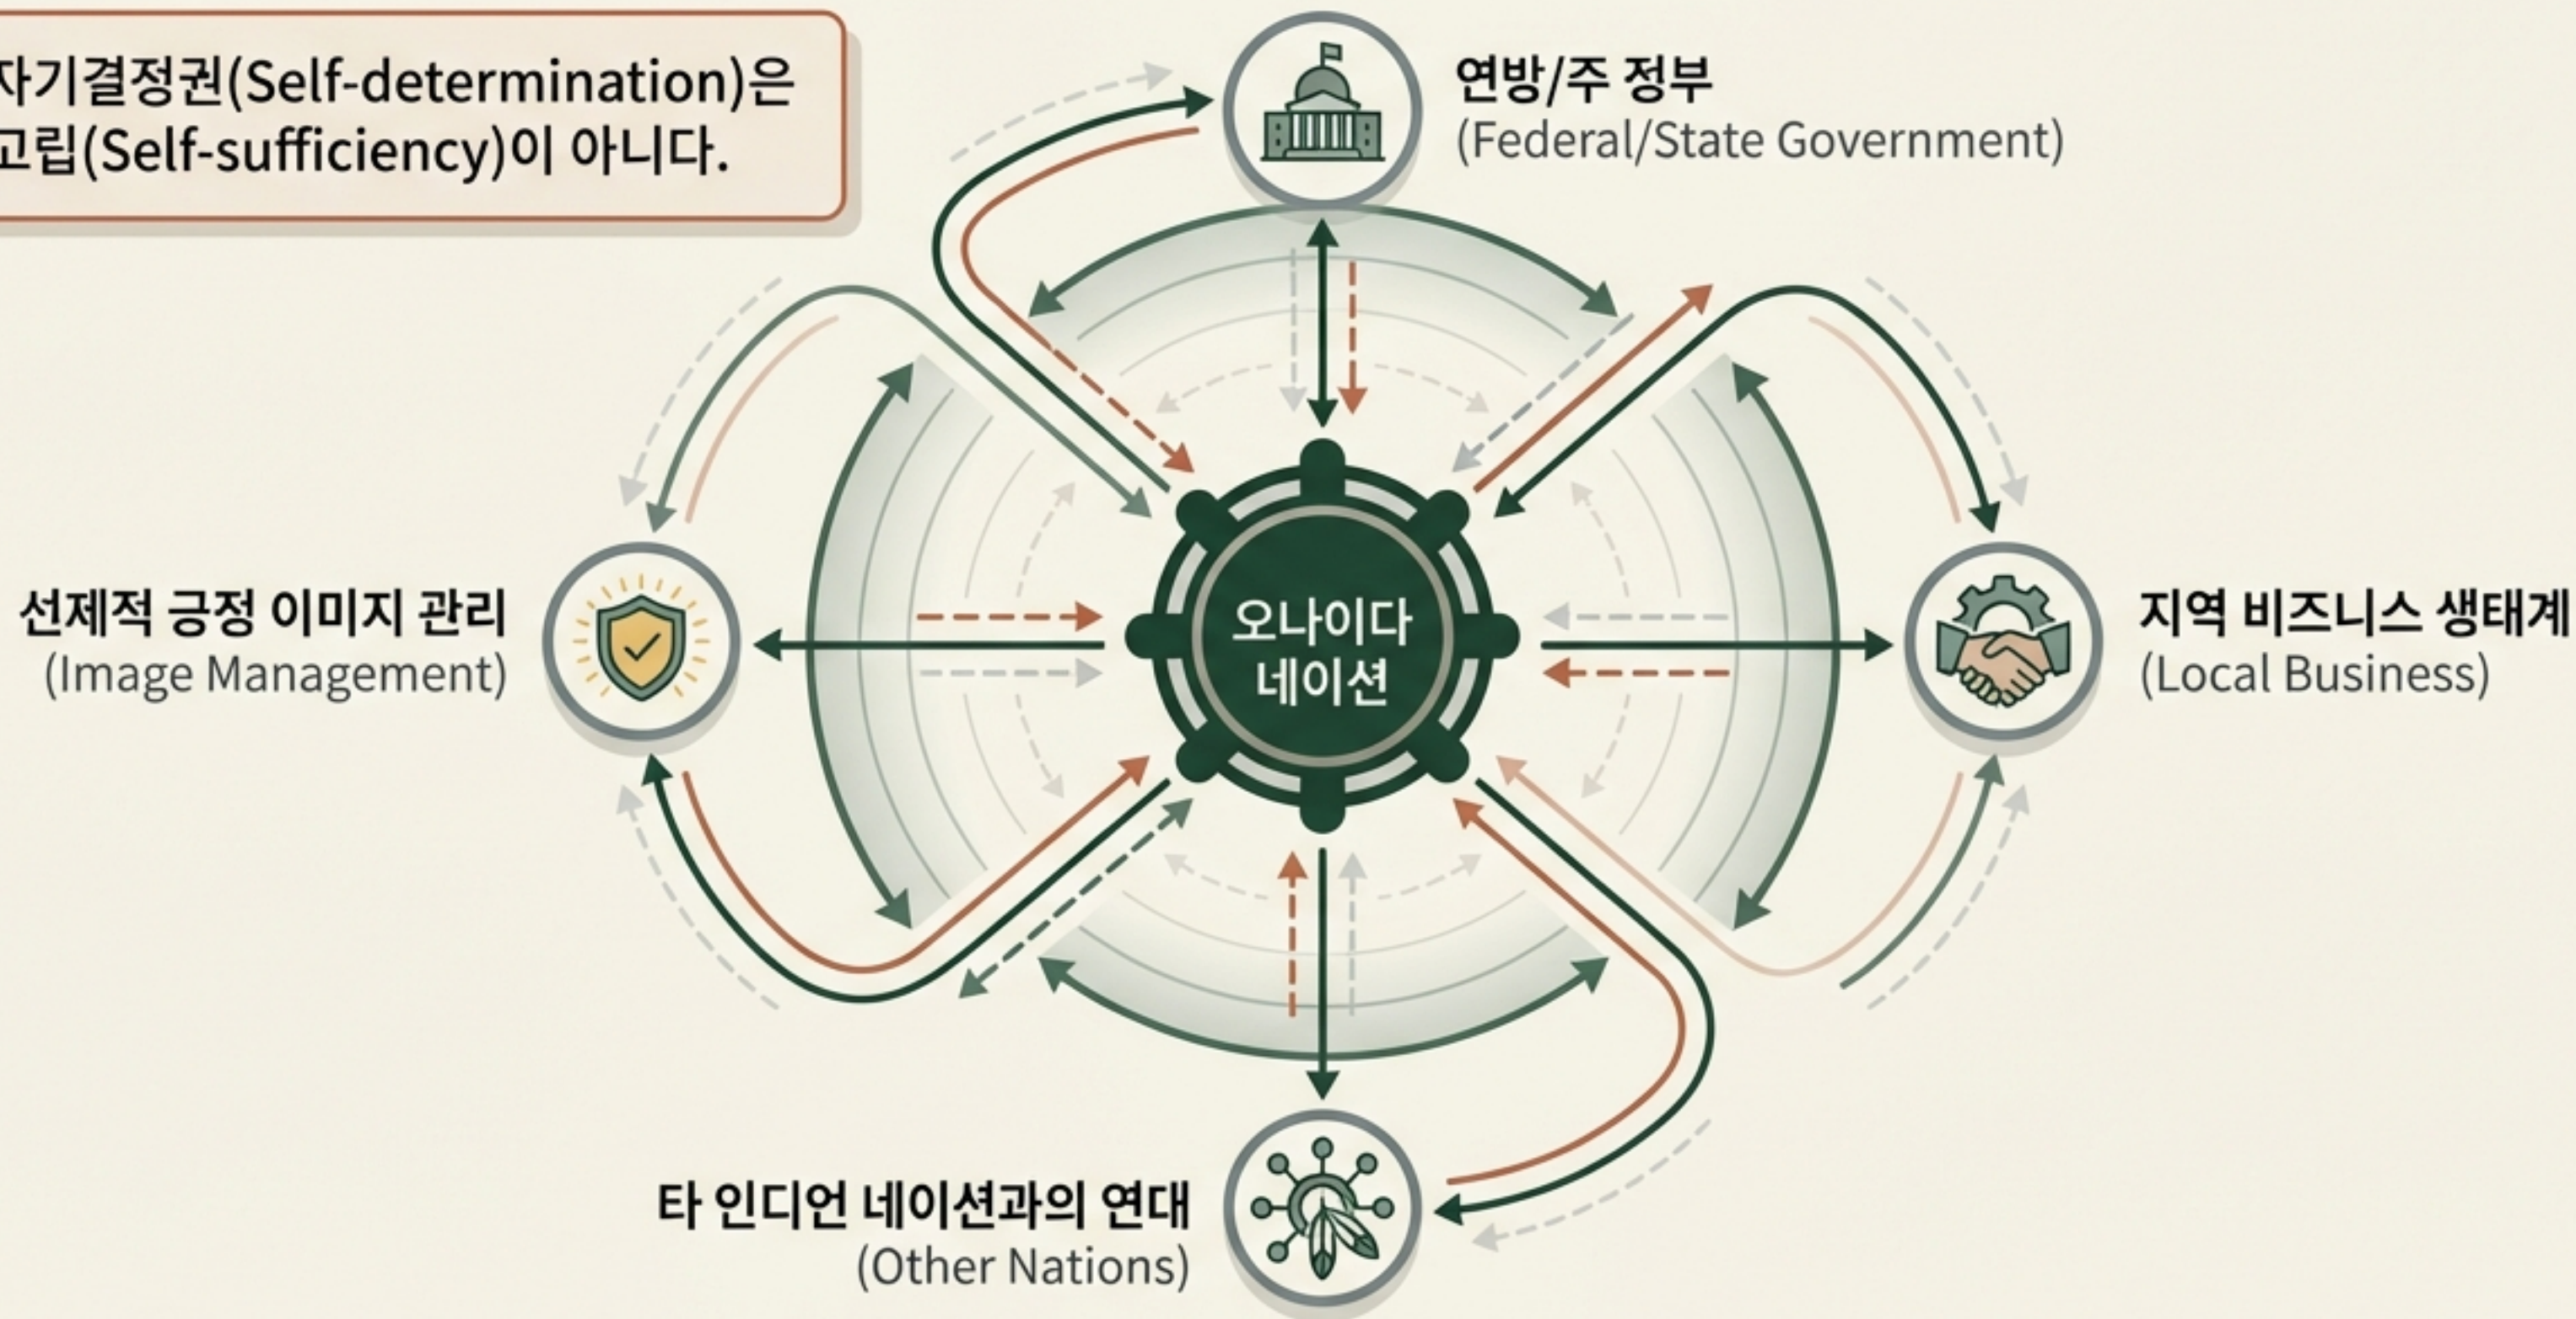 자기결정권(Self-determination)은
고립(Self-sufficiency)이 아니다.
연방/주 정부
(Federal/State Government)
선제적 긍정 이미지 관리
(Image Management)
오나이다
네이션
지역 비즈니스 생태계
(Local Business)
타 인디언 네이션과의 연대
(Other Nations)